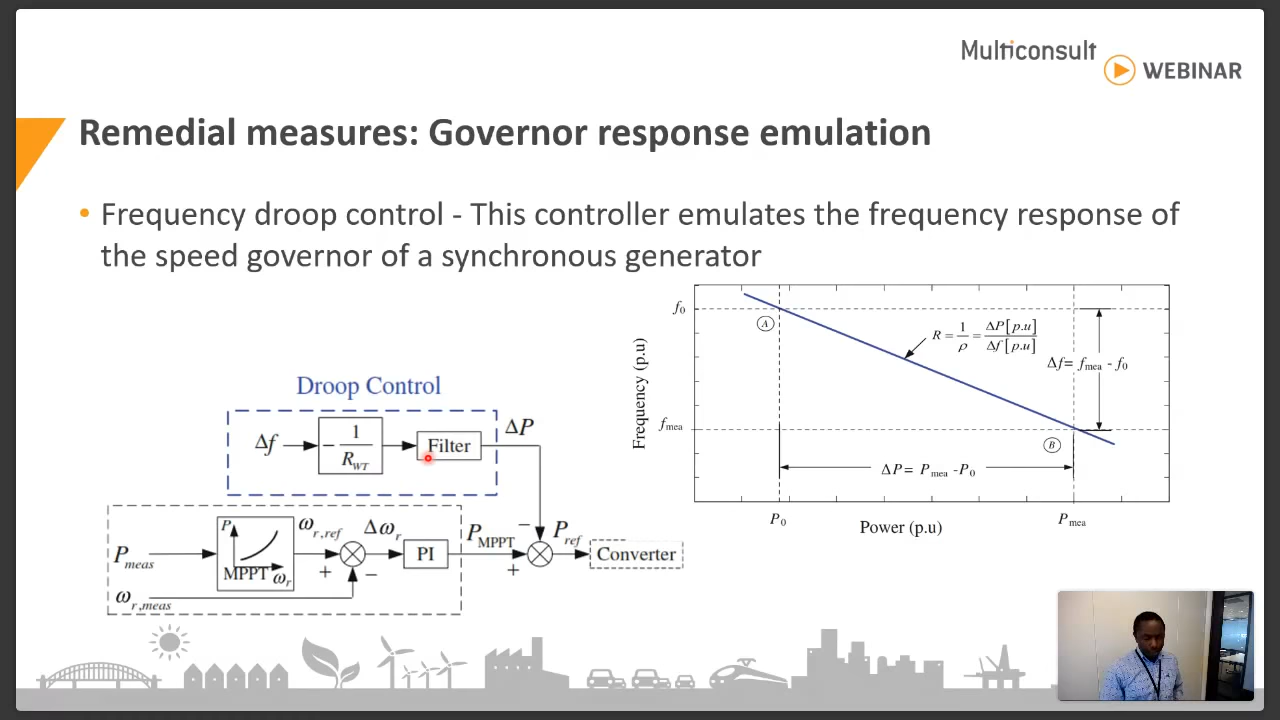 Multiconsult
WEBINAR
Remedial measures: Governor response emulation
• Frequency droop control - This controller emulates the frequency response of
the speed governor of a synchronous generator
Droop Control
Δf
− 1 / R_WT
Filter
ΔP
P_meas
P
MPPT ω_r
ω_r,ref
Δω_r
+
−
PI
P_MPPT
−
+
P_ref
Converter
ω_r,meas
Frequency (p.u)
f_0
f_mea
A
R = 1/ρ = ΔP[p.u] / Δf[p.u]
Δf= f_mea - f_0
B
ΔP= P_mea -P_0
P_0
P_mea
Power (p.u)